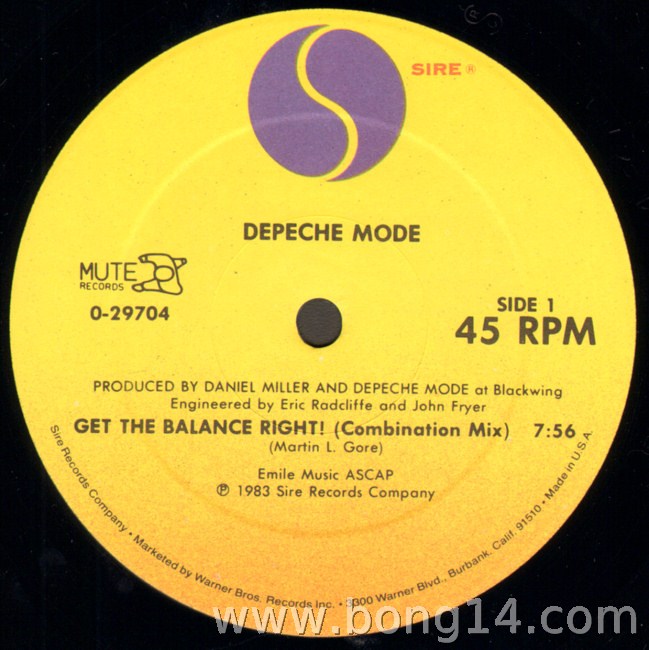 SIRE ®
DEPECHE MODE
MUTE
RECORDS
0-29704
SIDE 1
45 RPM
PRODUCED BY DANIEL MILLER AND DEPECHE MODE at Blackwing
Engineered by Eric Radcliffe and John Fryer
GET THE BALANCE RIGHT! (Combination Mix) 7:56
(Martin L. Gore)
Emile Music ASCAP
℗ 1983 Sire Records Company
Sire Records Company • Marketed by Warner Bros. Records Inc. • 3300 Warner Blvd., Burbank, Calif. 91510 • Made in U.S.A.
www.bong14.com